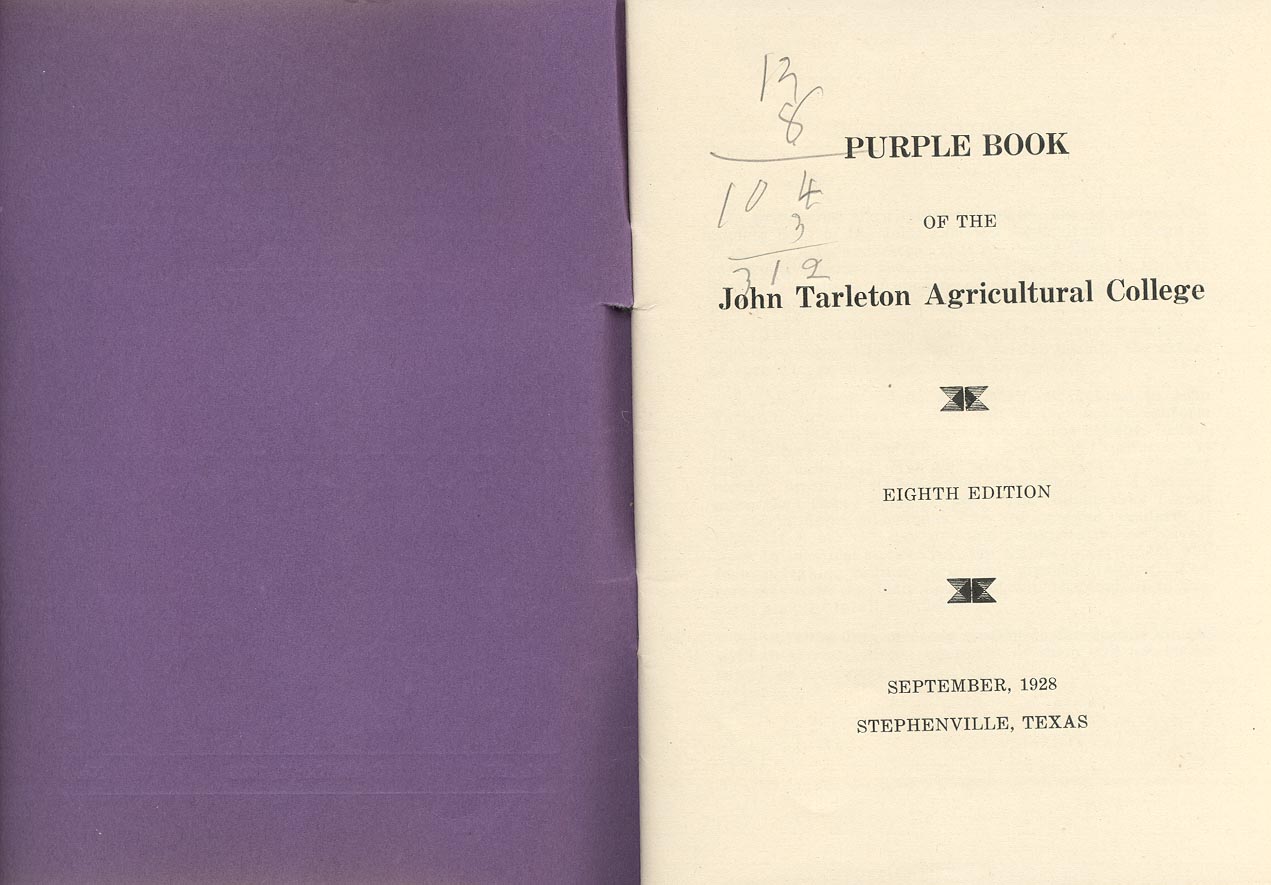 13
8
PURPLE BOOK
10 4
3
OF THE
312
John Tarleton Agricultural College
EIGHTH EDITION
SEPTEMBER, 1928
STEPHENVILLE, TEXAS